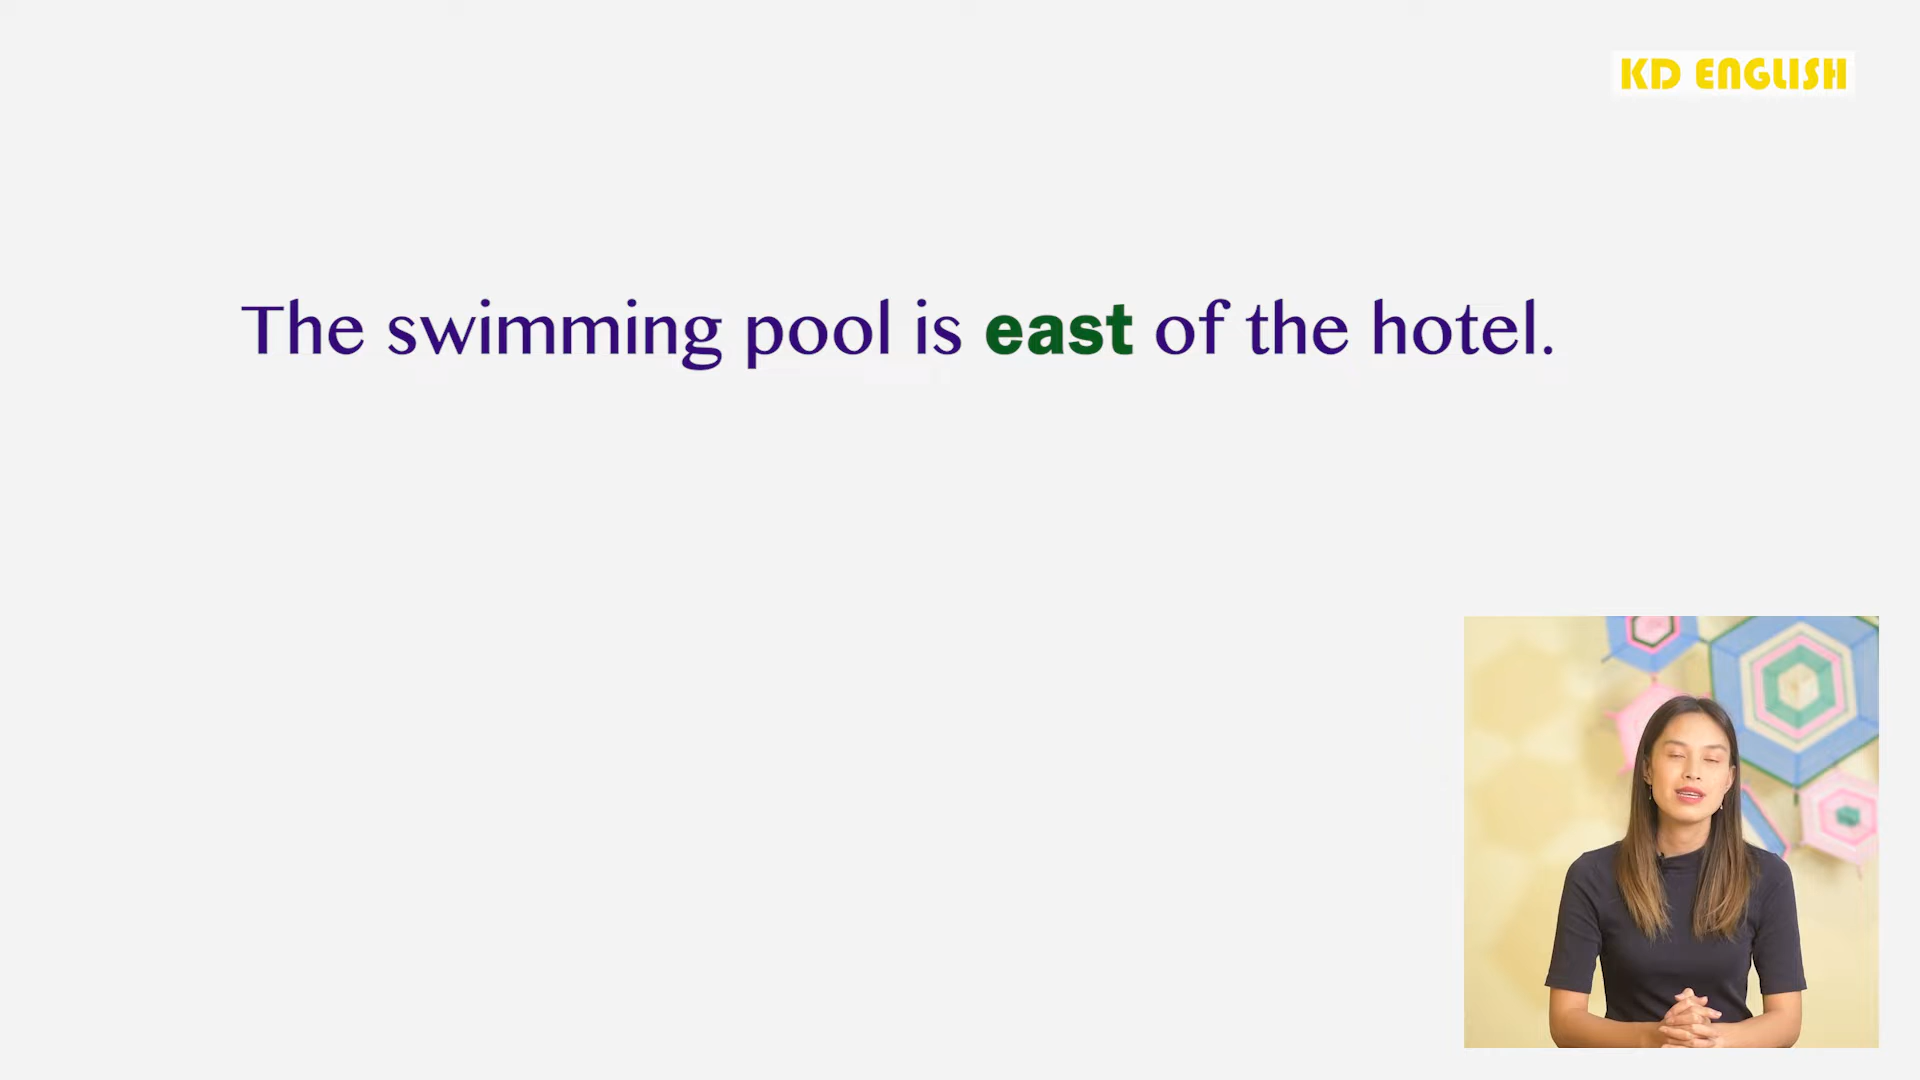 KD ENGLISH
The swimming pool is east of the hotel.